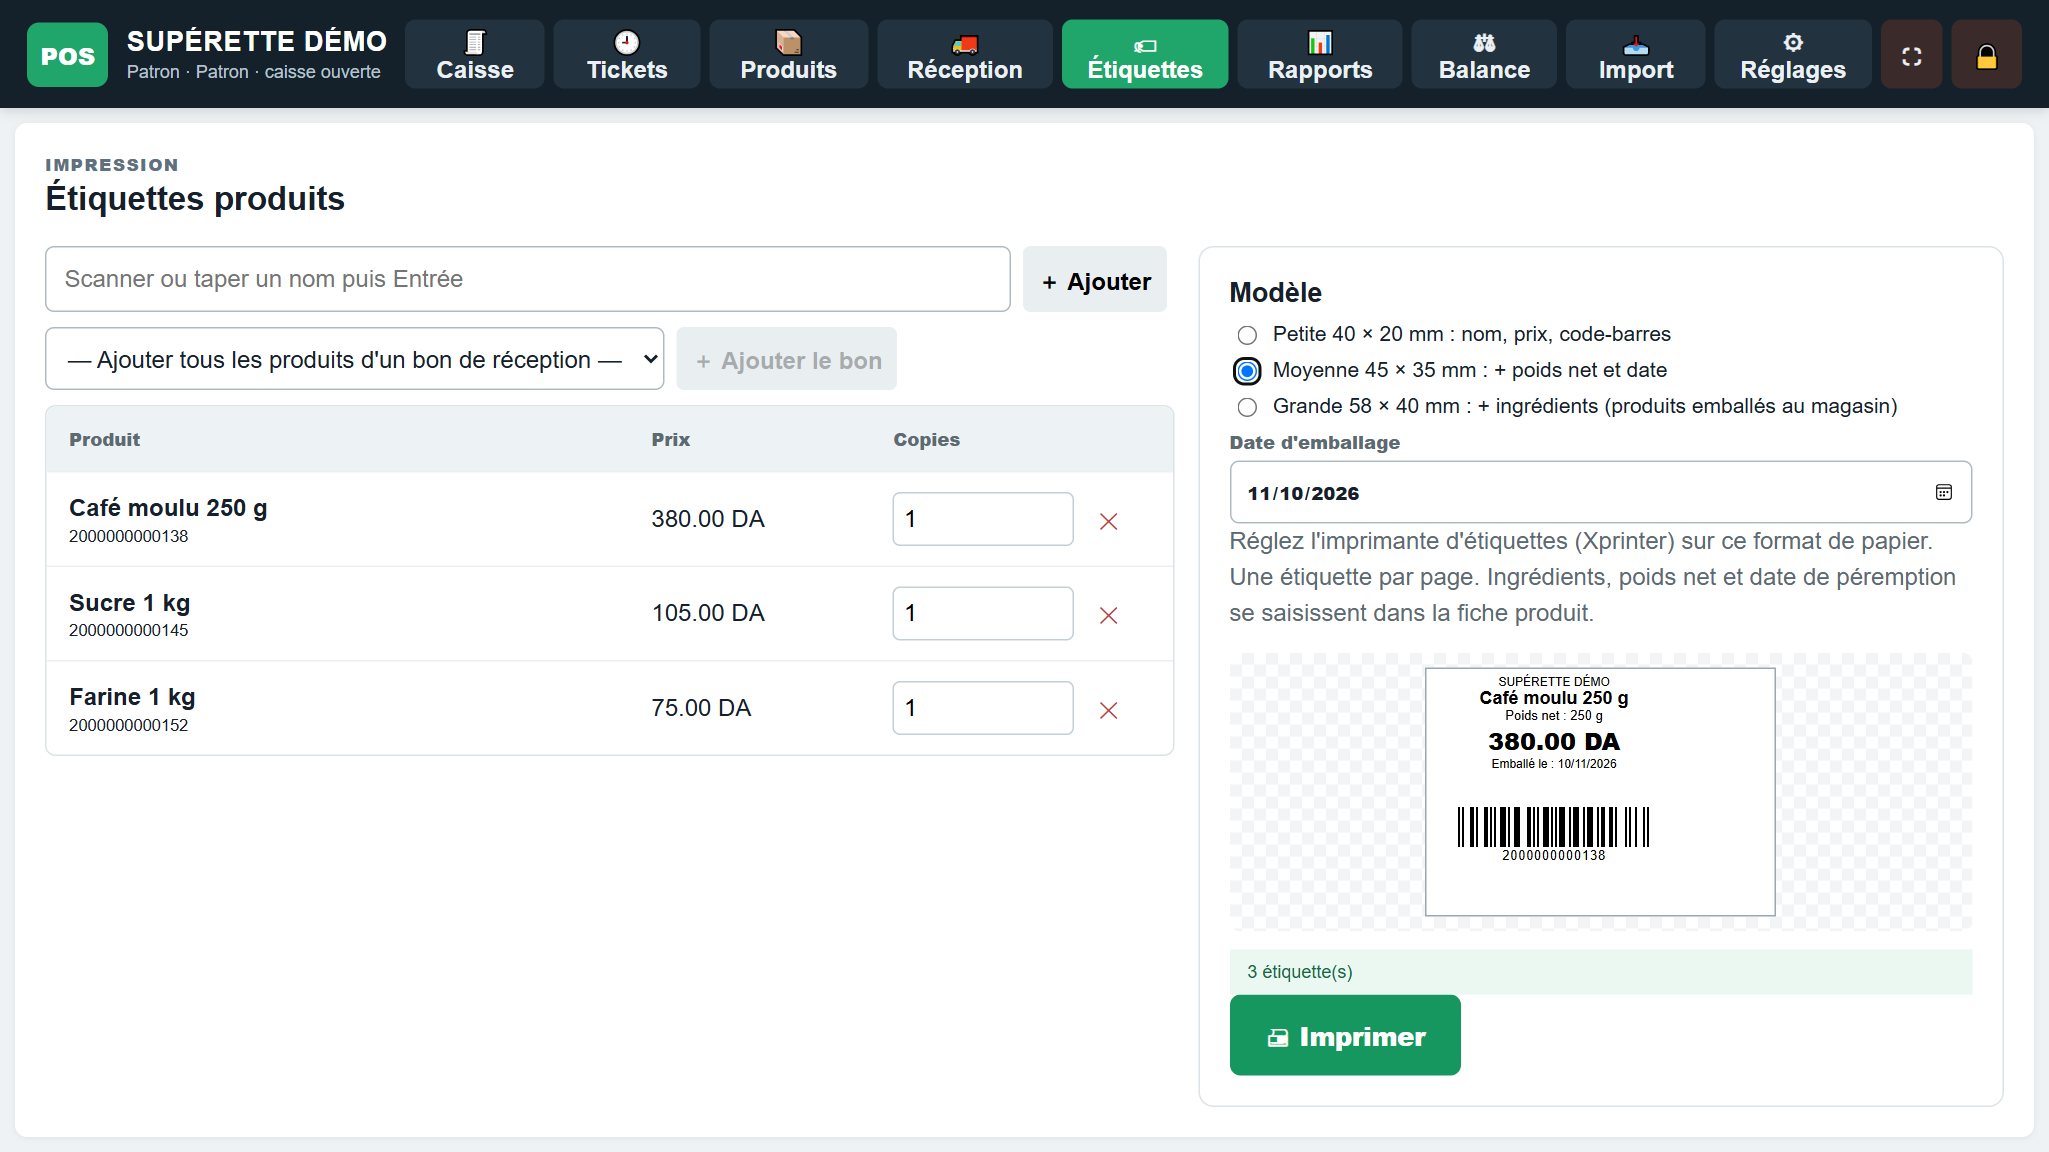 POS
SUPÉRETTE DÉMO
Patron · Patron · caisse ouverte
Caisse
Tickets
Produits
Réception
Étiquettes
Rapports
Balance
Import
Réglages
IMPRESSION
Étiquettes produits
Scanner ou taper un nom puis Entrée
+ Ajouter
— Ajouter tous les produits d'un bon de réception —
+ Ajouter le bon
Produit Prix Copies
Café moulu 250 g
2000000000138
380.00 DA
1
Sucre 1 kg
2000000000145
105.00 DA
1
Farine 1 kg
2000000000152
75.00 DA
1
Modèle
Petite 40 × 20 mm : nom, prix, code-barres
Moyenne 45 × 35 mm : + poids net et date
Grande 58 × 40 mm : + ingrédients (produits emballés au magasin)
Date d'emballage
11/10/2026
Réglez l'imprimante d'étiquettes (Xprinter) sur ce format de papier.
Une étiquette par page. Ingrédients, poids net et date de péremption
se saisissent dans la fiche produit.
SUPÉRETTE DÉMO
Café moulu 250 g
Poids net : 250 g
380.00 DA
Emballé le : 10/11/2026
2000000000138
3 étiquette(s)
Imprimer